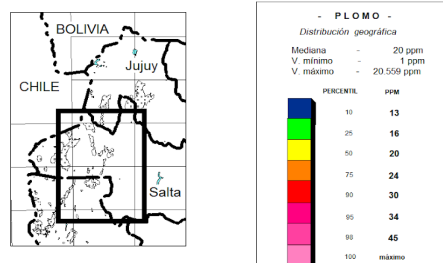 BOLIVIA
Jujuy
CHILE
Salta
- PLOMO -
Distribución geográfica
Mediana - 20 ppm
V. mínimo - 1 ppm
V. máximo - 20.559 ppm
PERCENTIL PPM
10 13
25 16
50 20
75 24
90 30
95 34
98 45
100 máximo